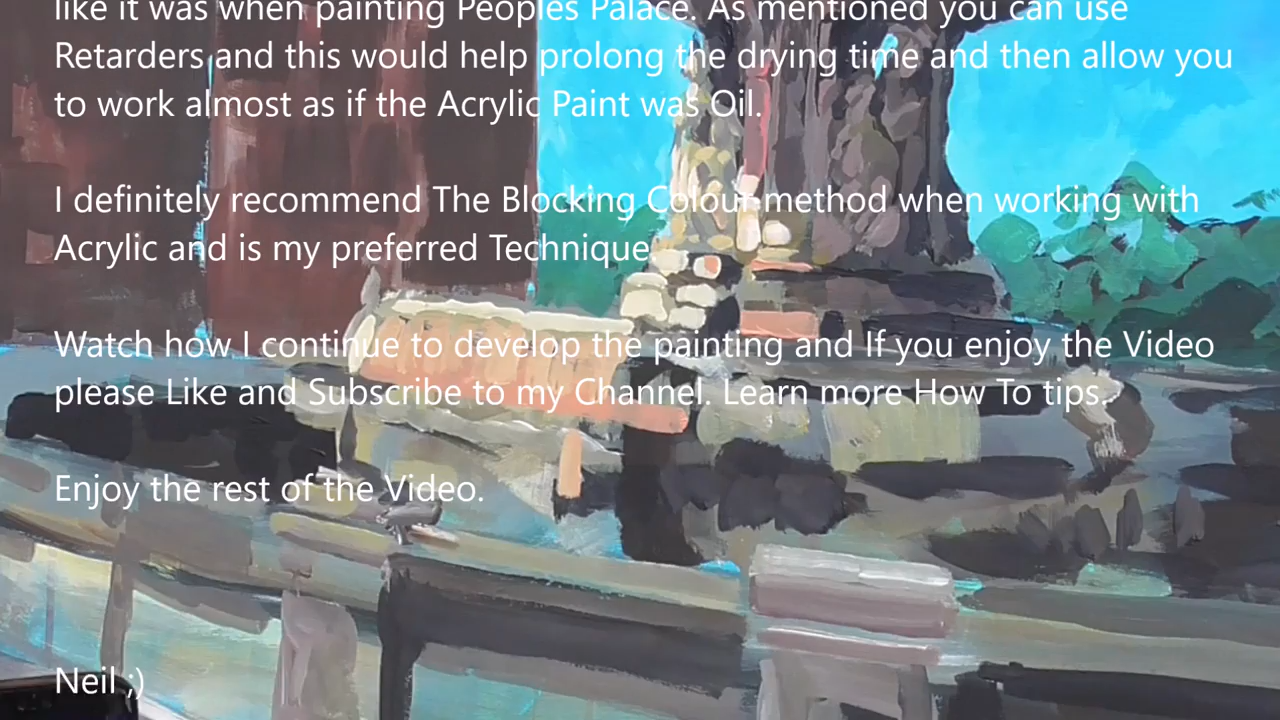 like it was when painting Peoples Palace. As mentioned you can use
Retarders and this would help prolong the drying time and then allow you
to work almost as if the Acrylic Paint was Oil.
I definitely recommend The Blocking Colour method when working with
Acrylic and is my preferred Technique.
Watch how I continue to develop the painting and If you enjoy the Video
please Like and Subscribe to my Channel. Learn more How To tips.
Enjoy the rest of the Video.
Neil ;)